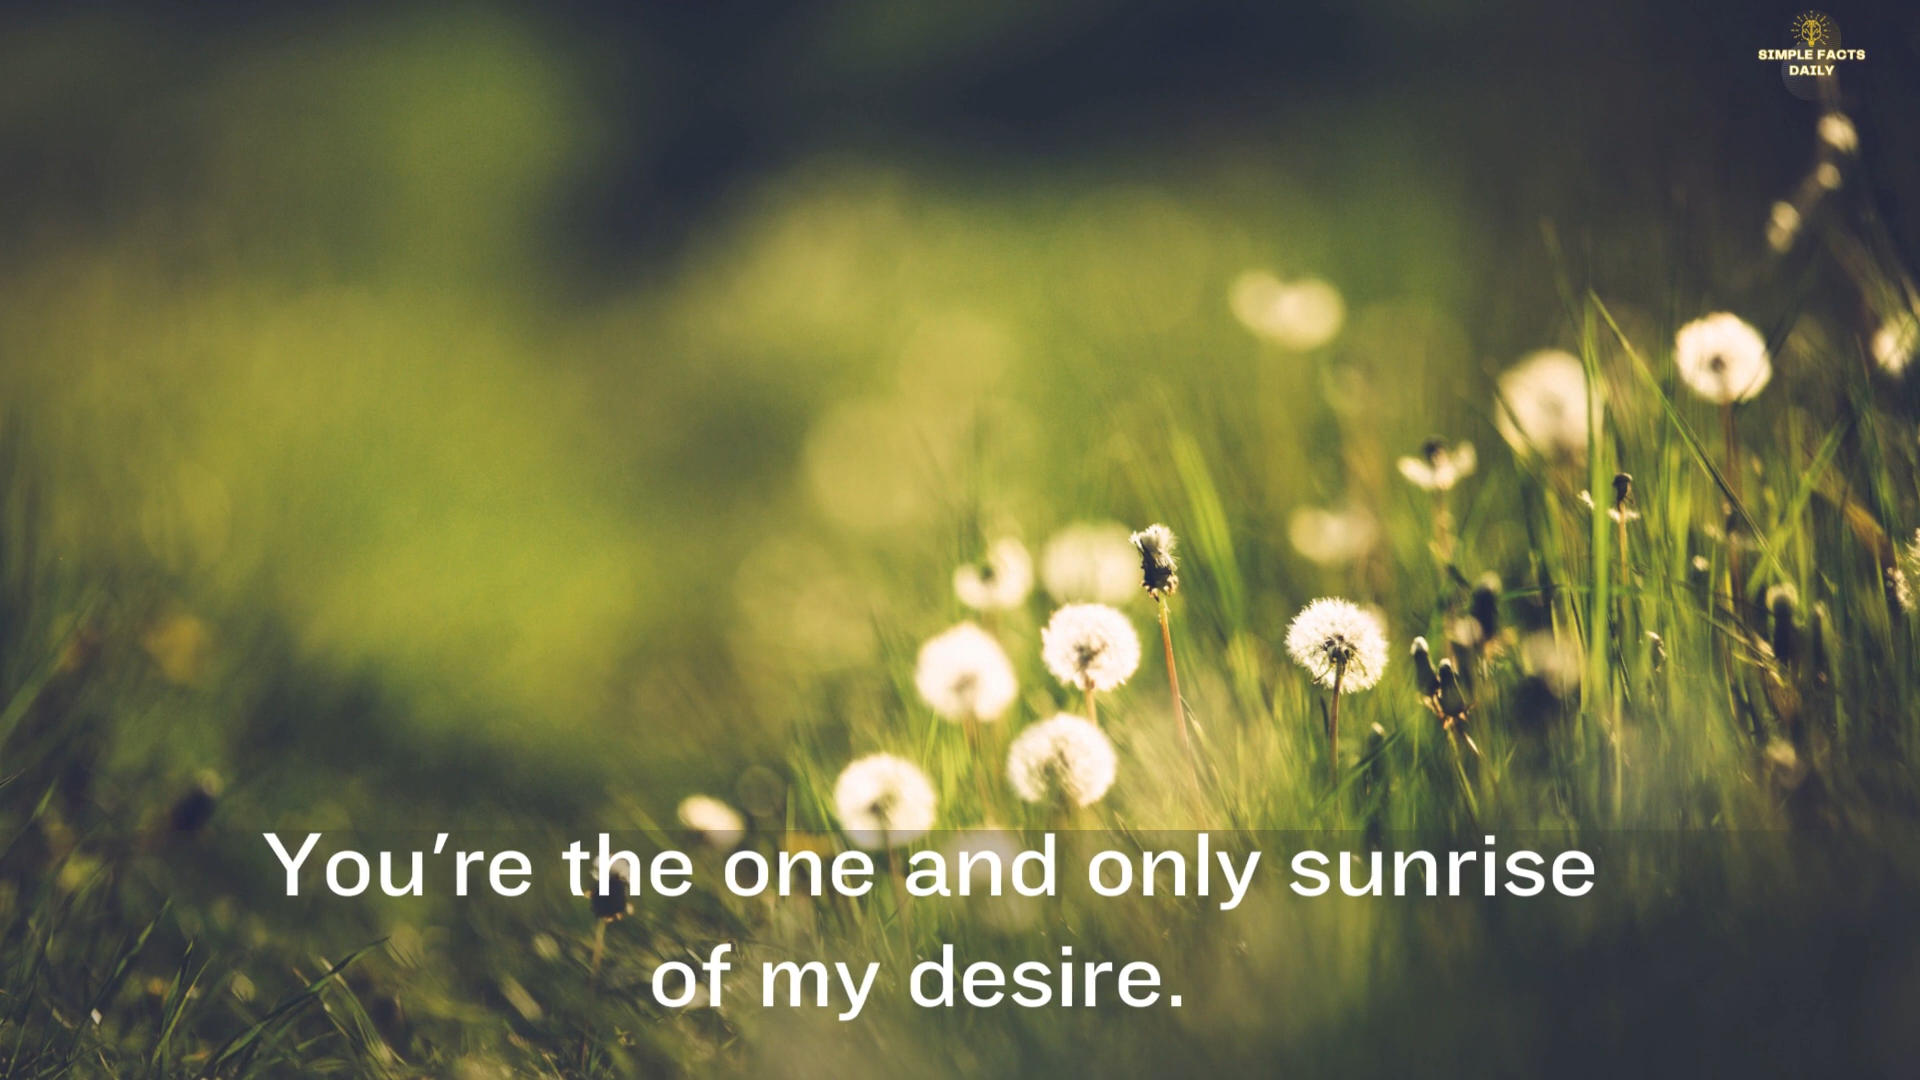 SIMPLE FACTS
DAILY
You’re the one and only sunrise
of my desire.